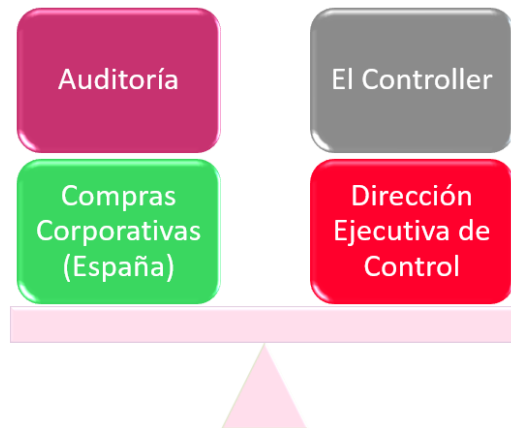 Auditoría
El Controller
Compras
Corporativas
(España)
Dirección
Ejecutiva de
Control